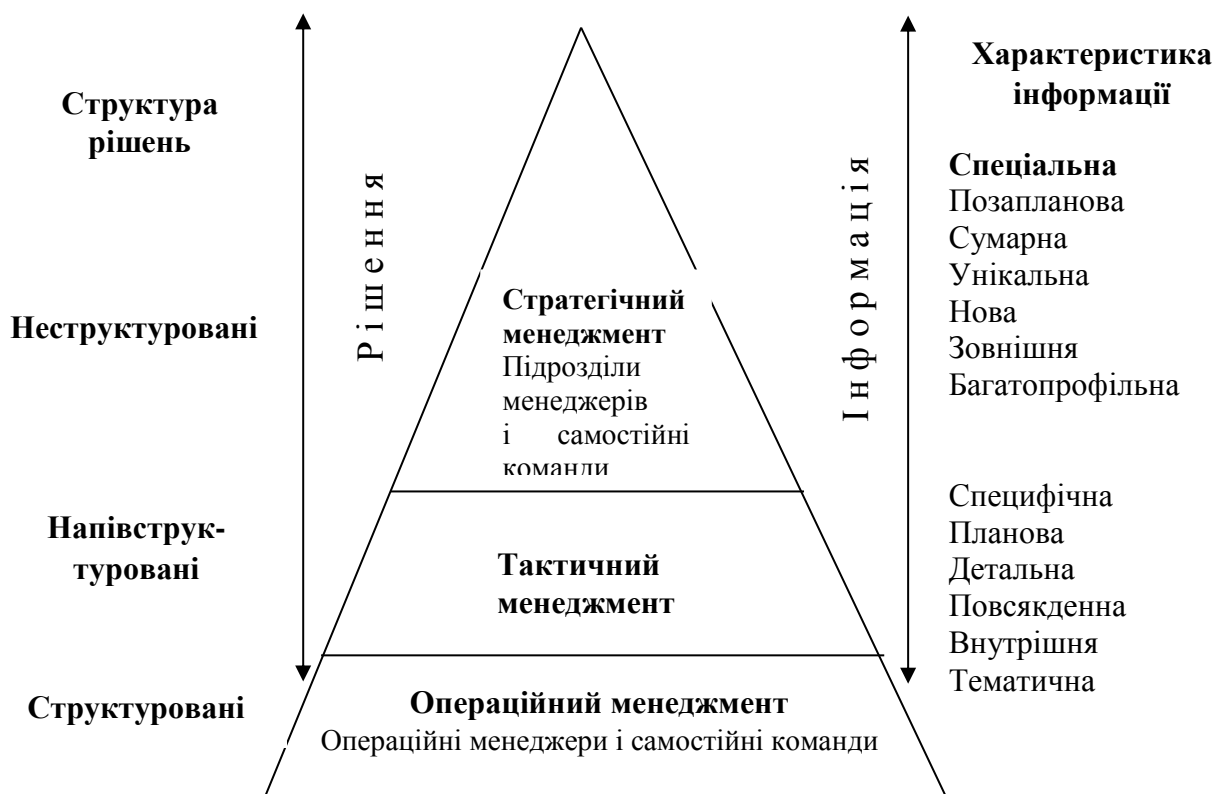 Структура
рішень
Неструктуровані
Напівструк-
туровані
Структуровані
Рішення
Стратегічний
менеджмент
Підрозділи
менеджерів
і самостійні
команди
Тактичний
менеджмент
Операційний менеджмент
Операційні менеджери і самостійні команди
Інформація
Характеристика
інформації
Спеціальна
Позапланова
Сумарна
Унікальна
Нова
Зовнішня
Багатопрофільна
Специфічна
Планова
Детальна
Повсякденна
Внутрішня
Тематична